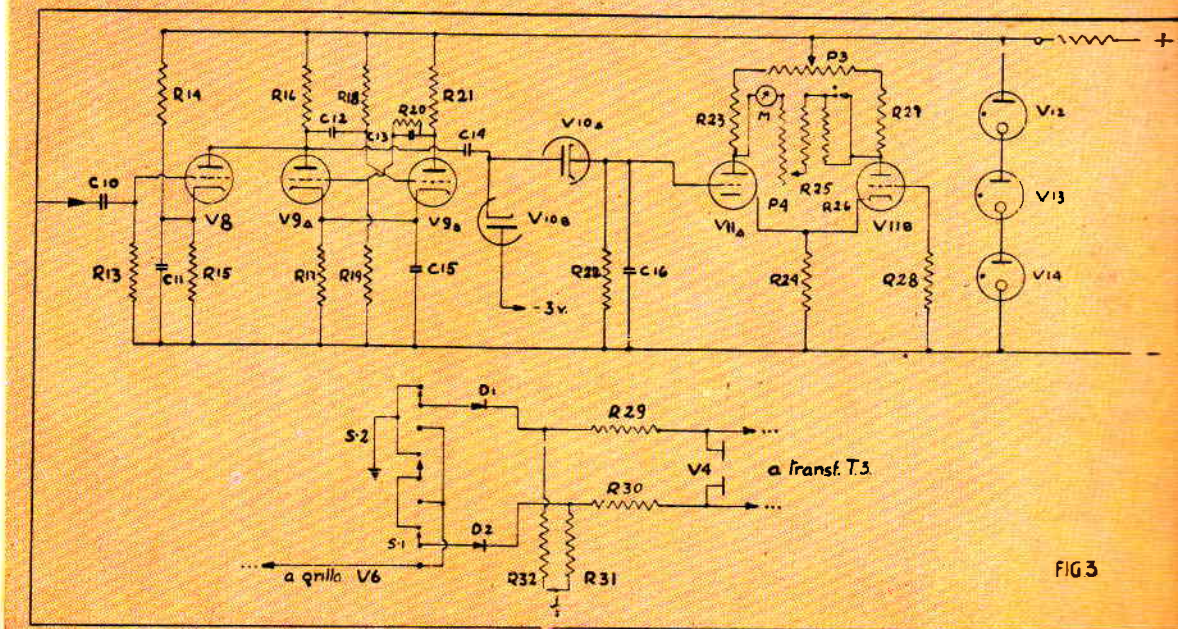 +
P3
R14
R16
R18
R20
R21
C12
C13
C14
V10A
R23
M
R27
V12
C10
V8
V9A
V9B
V10B
P4
R25
R26
V11A
V11B
V13
R13
C11
R15
R17
R19
C15
-3v.
R22
C16
R24
R28
V14
-
D1
S-2
R29
V4
a transf. T.3.
R30
S-1
D2
... a grilla V6
R32
R31
FIG.3